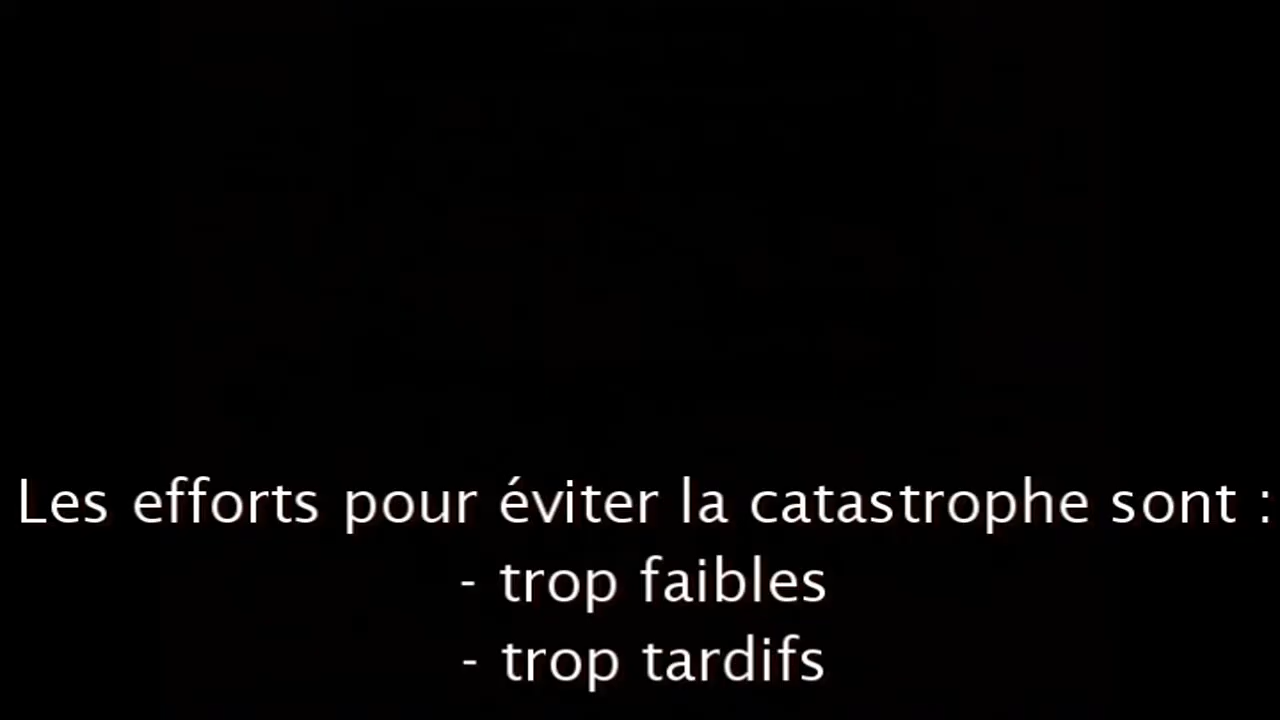 Les efforts pour éviter la catastrophe sont :
- trop faibles
- trop tardifs